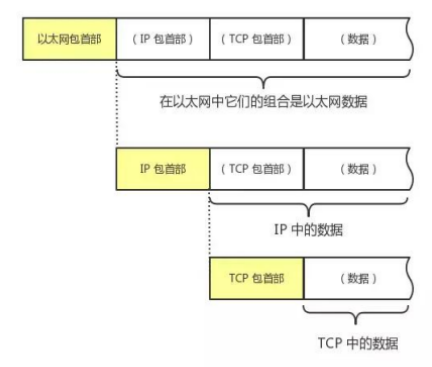 以太网包首部 （IP 包首部） （TCP 包首部） （数据）
在以太网中它们的组合是以太网数据
IP 包首部 （TCP 包首部） （数据）
IP 中的数据
TCP 包首部 （数据）
TCP 中的数据